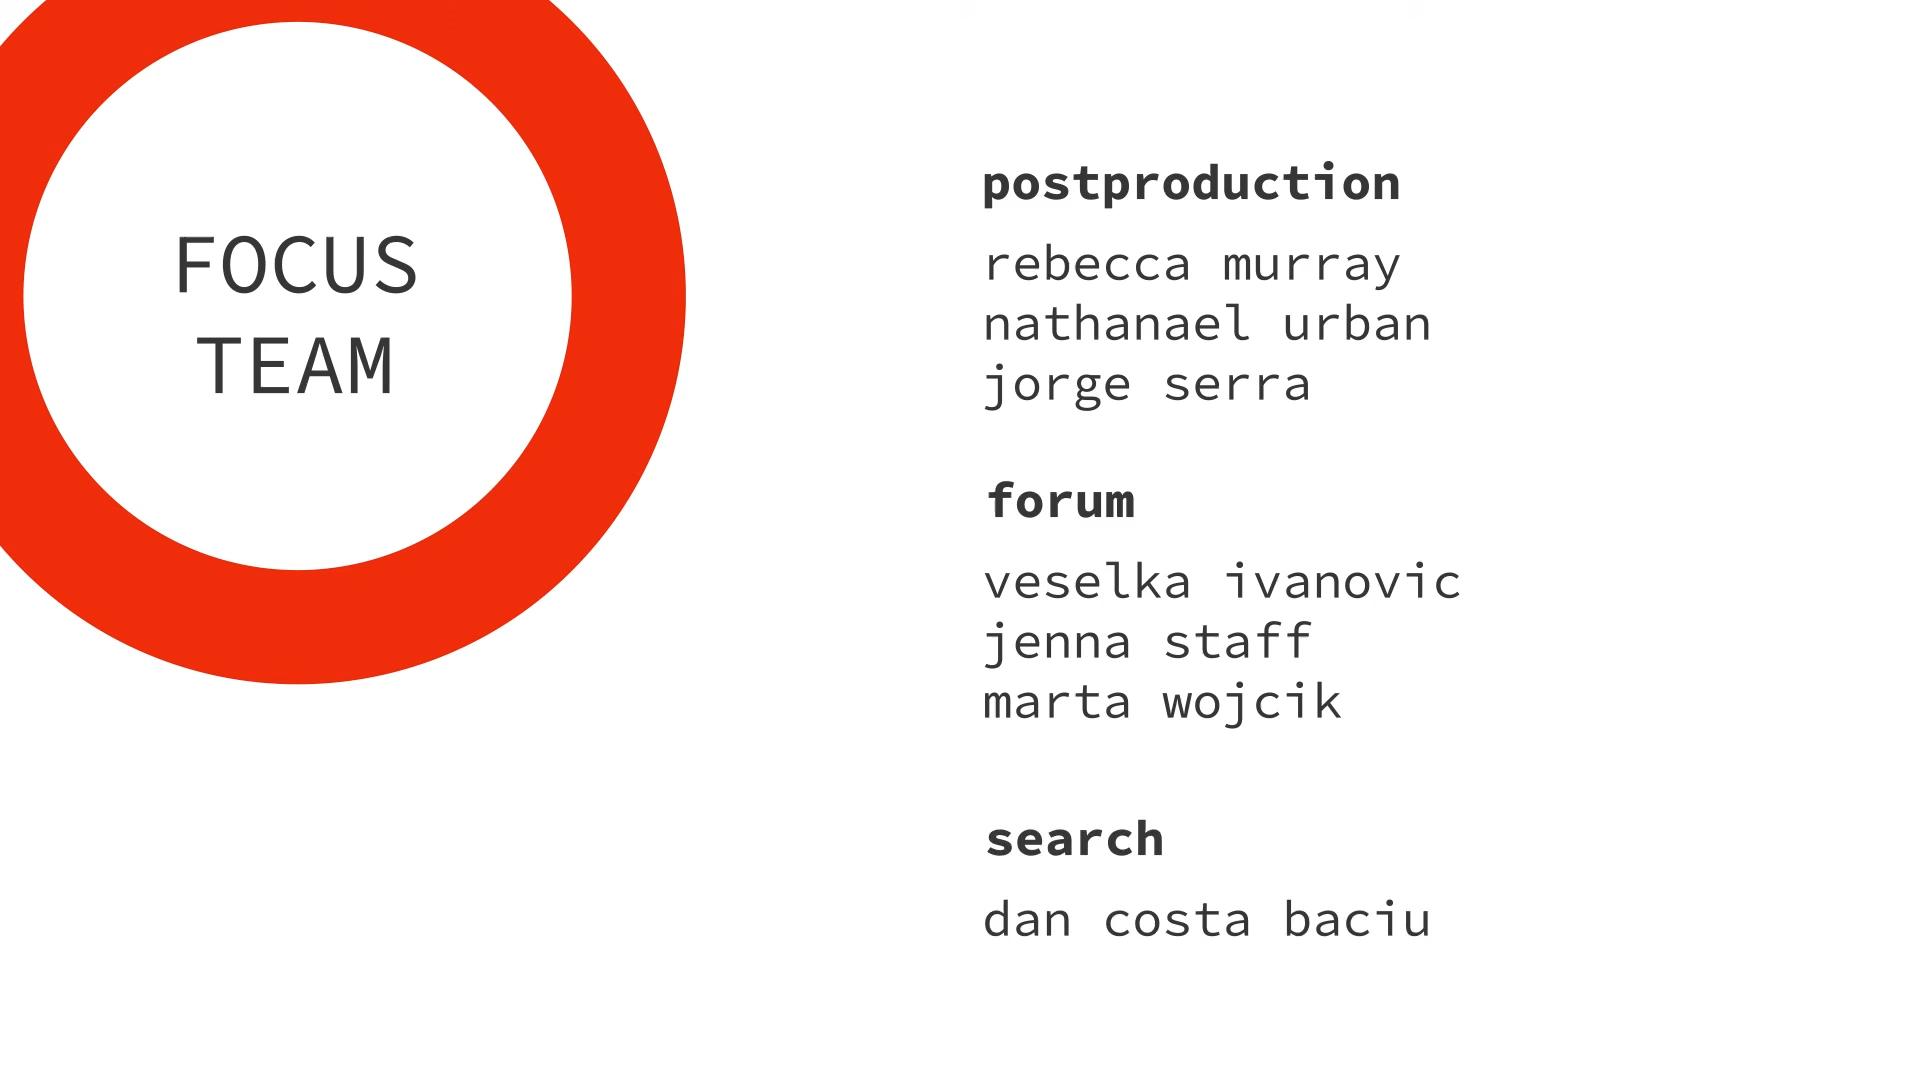 FOCUS
TEAM
postproduction
rebecca murray
nathanael urban
jorge serra
forum
veselka ivanovic
jenna staff
marta wojcik
search
dan costa baciu